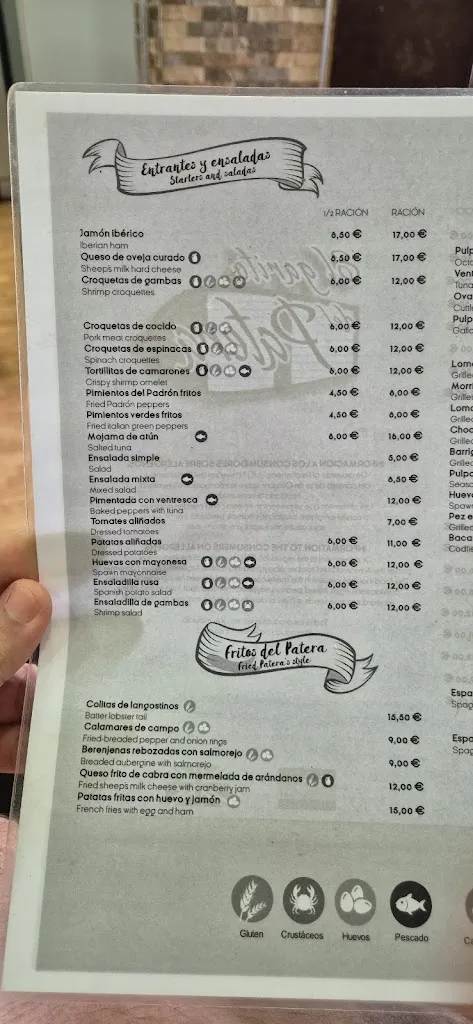 Entrantes y ensaladas
Starters and saladas
1/2 RACIÓN RACIÓN
Jamón ibérico 8,50 € 17,00 €
Iberian ham
Queso de oveja curado 8,50 € 17,00 €
Sheeps milk hard cheese
Croquetas de gambas 6,00 € 12,00 €
Shrimp croquettes
Croquetas de cocido 6,00 € 12,00 €
Pork meat croquettes
Croquetas de espinacas 6,00 € 12,00 €
Spinach croquettes
Tortillitas de camarones 6,00 € 12,00 €
Crispy shrimp omelet
Pimientos del Padrón fritos 4,50 € 8,00 €
Fried Padrón peppers
Pimientos verdes fritos 4,50 € 8,00 €
Fried italian green peppers
Mojama de atún 8,00 € 16,00 €
Salted tuna
Ensalada simple 5,00 €
Salad
Ensalada mixta 8,50 €
Mixed salad
Pimentada con ventresca 12,00 €
Baked peppers with tuna
Tomates aliñados 7,00 €
Dressed tomatoes
Patatas aliñadas 6,00 € 11,00 €
Dressed potatoes
Huevas con mayonesa 6,00 € 12,00 €
Spawn mayonnaise
Ensaladilla rusa 6,00 € 12,00 €
Spanish potato salad
Ensaladilla de gambas 6,00 € 12,00 €
Shrimp salad
Fritos del Patera
Fried Patera's style
Colitas de langostinos 15,50 €
Batter lobster tail
Calamares de campo 9,00 €
Fried-breaded pepper and onion rings
Berenjenas rebozadas con salmorejo 9,00 €
Breaded aubergine with salmorejo
Queso frito de cabra con mermelada de arándanos 12,00 €
Fried sheeps milk cheese with cranberry jam
Patatas fritas con huevo y jamón 15,00 €
French fries with egg and ham
Gluten Crustáceos Huevos Pescado